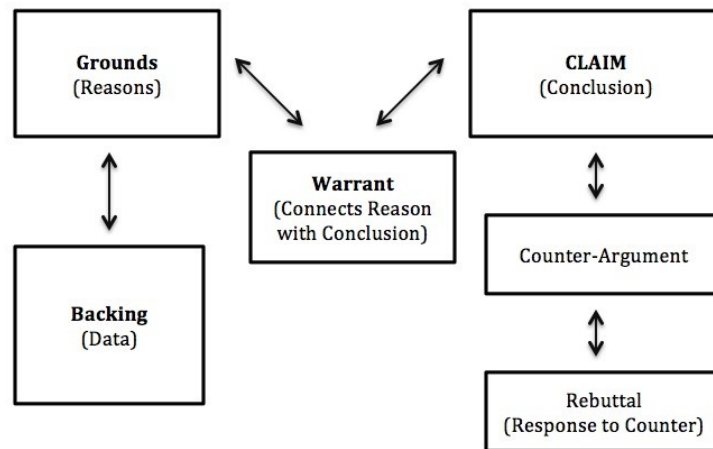 Grounds
(Reasons)
CLAIM
(Conclusion)
Warrant
(Connects Reason
with Conclusion)
Counter-Argument
Backing
(Data)
Rebuttal
(Response to Counter)